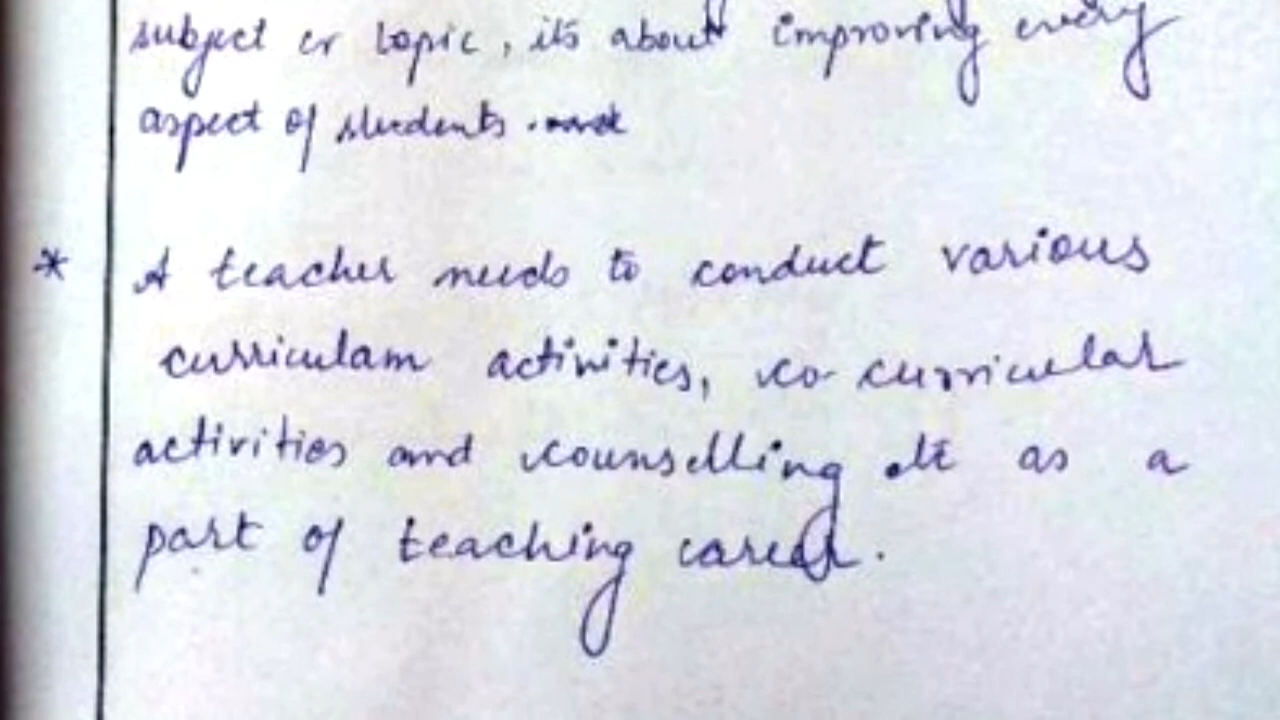 subject or topic, its about improving every
aspect of students.
* A teacher needs to conduct various
curriculam activities, co-curricular
activities and counselling etc as a
part of teaching career.